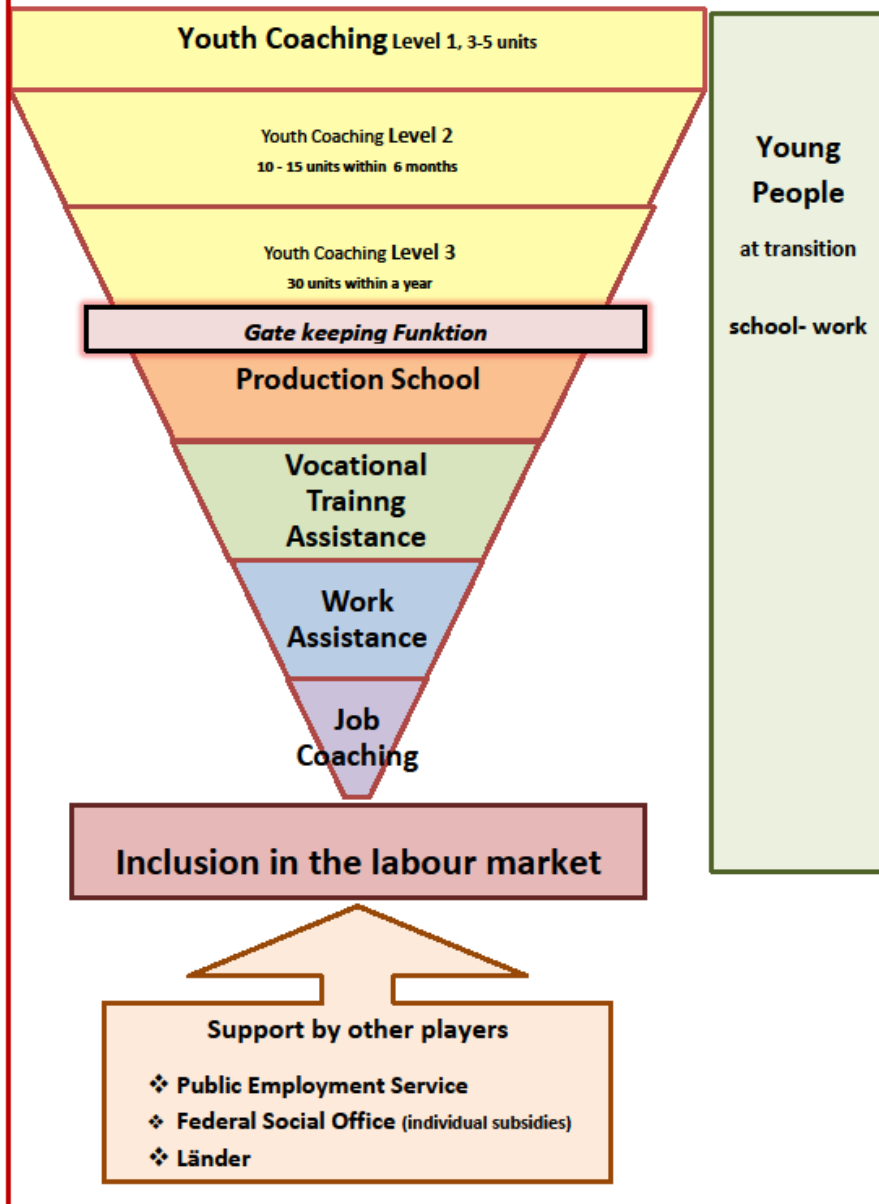 Youth Coaching Level 1, 3-5 units
Youth Coaching Level 2
10 - 15 units within 6 months
Youth Coaching Level 3
30 units within a year
Gate keeping Funktion
Production School
Vocational
Trainng
Assistance
Work
Assistance
Job
Coaching
Inclusion in the labour market
Support by other players
❖ Public Employment Service
❖ Federal Social Office (individual subsidies)
❖ Länder
Young
People
at transition
school- work